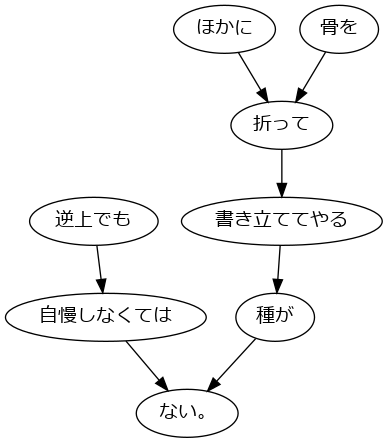 ほかに
骨を
折って
逆上でも
書き立ててやる
自慢しなくては
種が
ない。